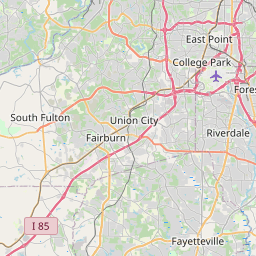 East Point
College Park
Fores
South Fulton
Union City
Riverdale
Fairburn
I 85
Fayetteville